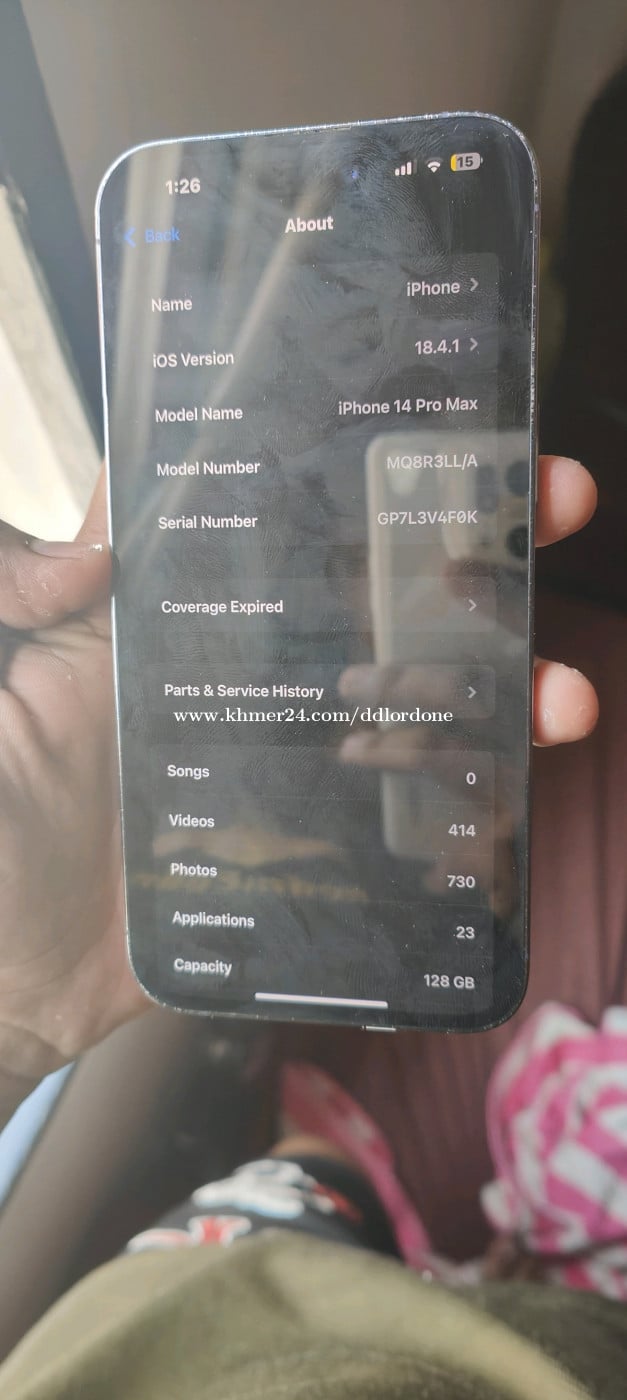 1:26
15
Back
About
Name iPhone
iOS Version 18.4.1
Model Name iPhone 14 Pro Max
Model Number MQ8R3LL/A
Serial Number GP7L3V4F0K
Coverage Expired
Parts & Service History
www.khmer24.com/ddlordone
Songs 0
Videos 414
Photos 730
Applications 23
Capacity 128 GB